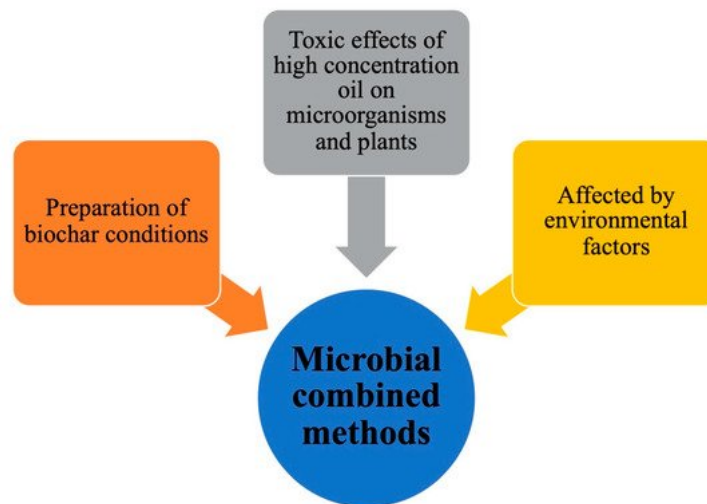 Toxic effects of
high concentration
oil on
microorganisms
and plants
Preparation of
biochar conditions
Affected by
environmental
factors
Microbial
combined
methods